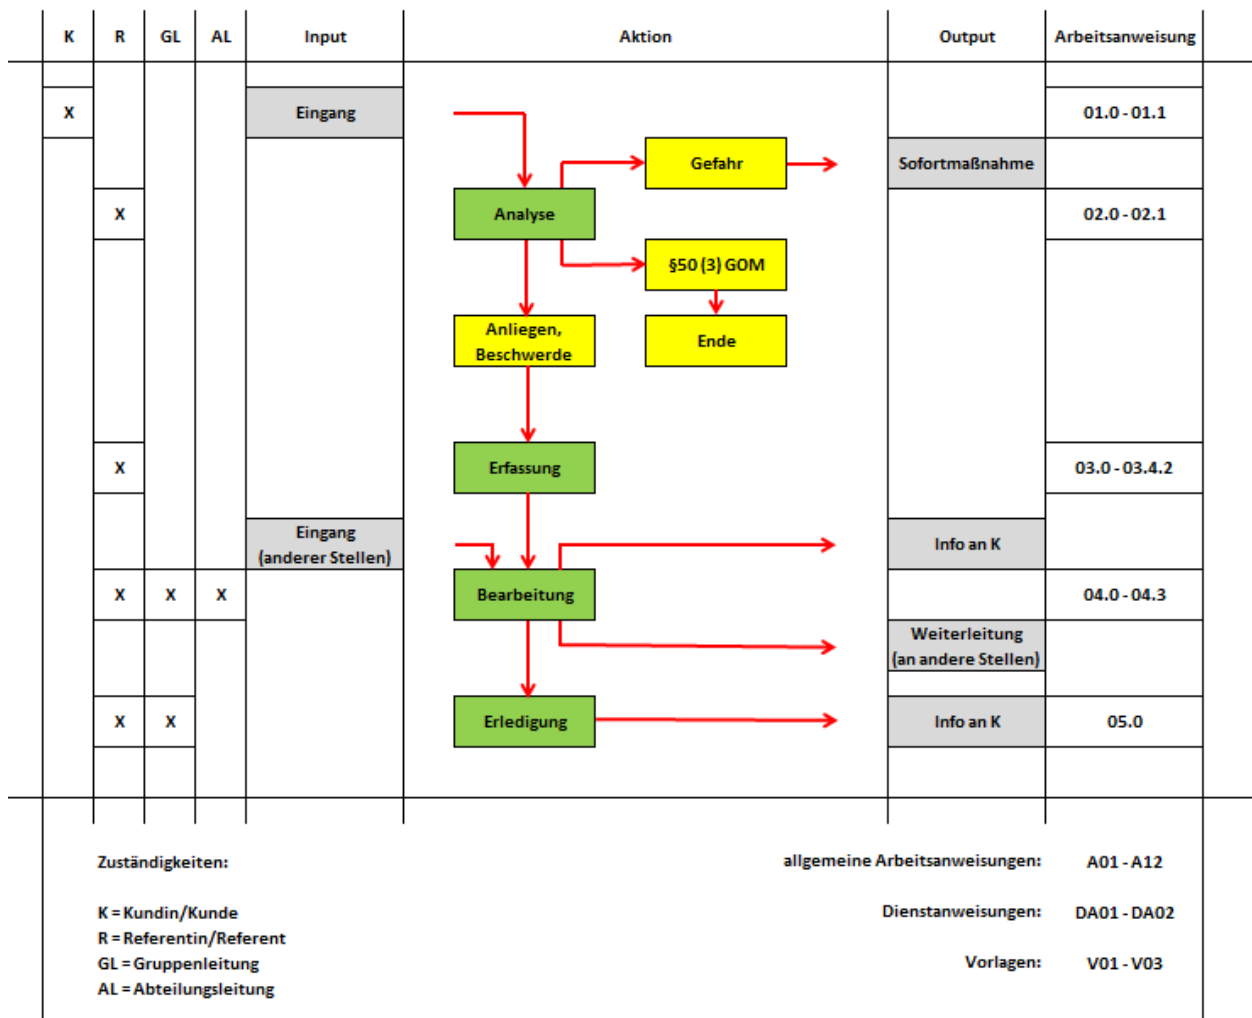 K R GL AL Input Aktion Output Arbeitsanweisung
X Eingang 01.0 - 01.1
Gefahr Sofortmaßnahme
X Analyse 02.0 - 02.1
§50 (3) GOM
Anliegen,
Beschwerde
Ende
X Erfassung 03.0 - 03.4.2
Eingang
(anderer Stellen)
Info an K
X X X Bearbeitung 04.0 - 04.3
Weiterleitung
(an andere Stellen)
X X Erledigung Info an K 05.0
Zuständigkeiten:
K = Kundin/Kunde
R = Referentin/Referent
GL = Gruppenleitung
AL = Abteilungsleitung
allgemeine Arbeitsanweisungen: A01 - A12
Dienstanweisungen: DA01 - DA02
Vorlagen: V01 - V03